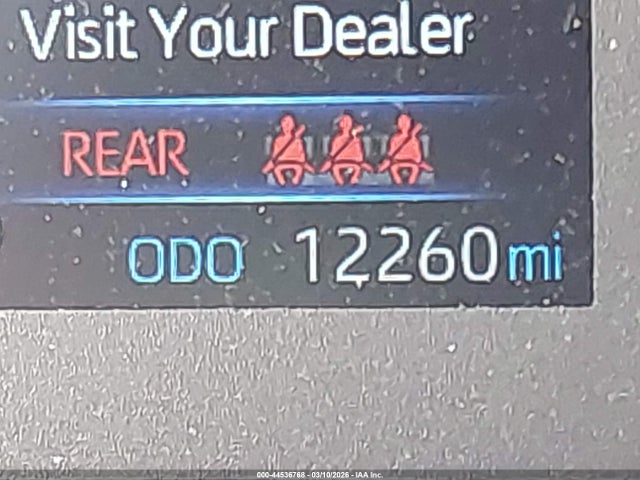 Visit Your Dealer
REAR
ODO 12260 mi
000-44536768 - 03/10/2026 - IAA Inc.